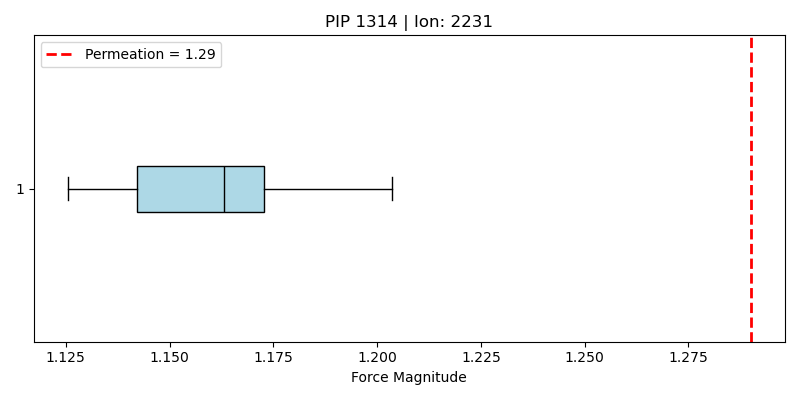 PIP 1314 | Ion: 2231
Permeation = 1.29
1
1.125 1.150 1.175 1.200 1.225 1.250 1.275
Force Magnitude